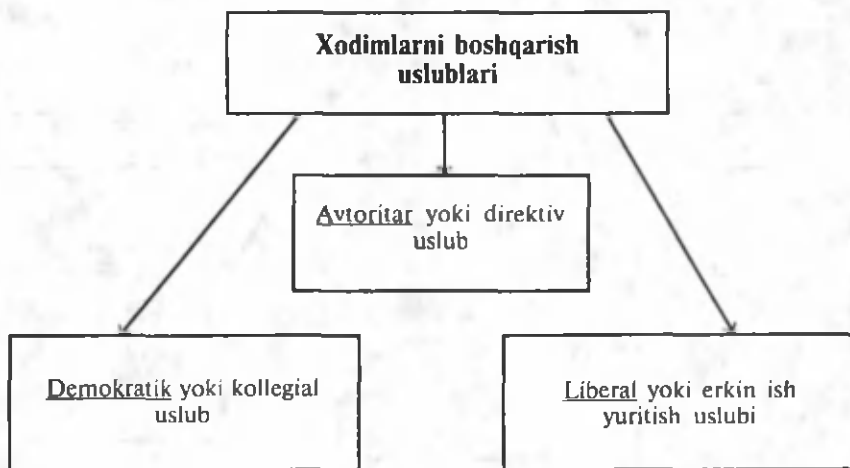 Xodimlarni boshqarish
uslublari
Avtoritar yoki direktiv
uslub
Demokratik yoki kollegial
uslub
Liberal yoki erkin ish
yuritish uslubi